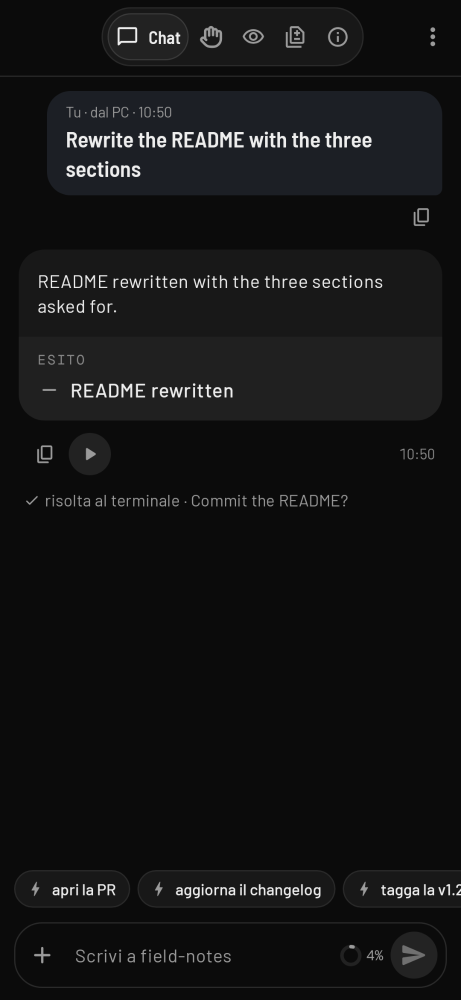 Chat
Tu · dal PC · 10:50
Rewrite the README with the three
sections
README rewritten with the three sections
asked for.
ESITO
— README rewritten
10:50
✓ risolta al terminale · Commit the README?
apri la PR
aggiorna il changelog
tagga la v1.2
Scrivi a field-notes
4%